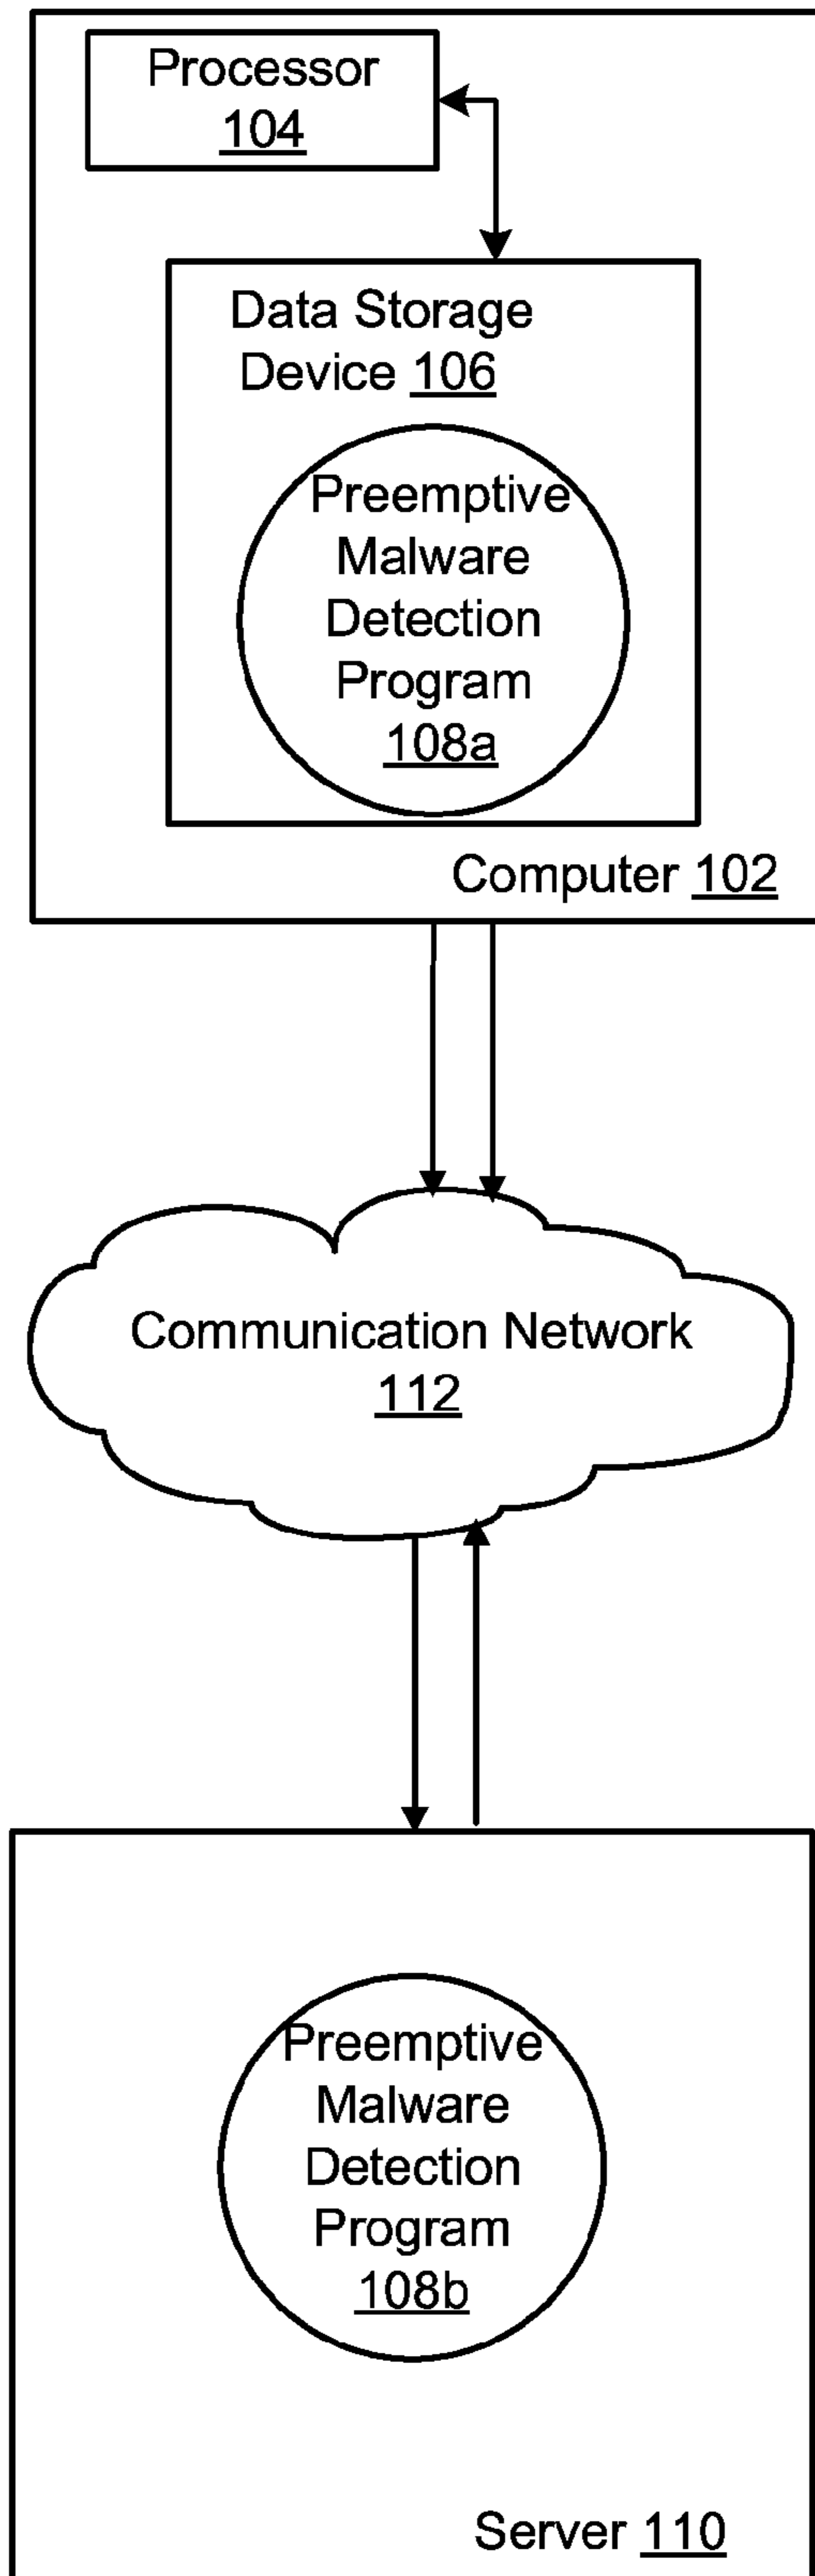 Processor
104
Data Storage
Device 106
Preemptive
Malware
Detection
Program
108a
Computer 102
Communication Network
112
Preemptive
Malware
Detection
Program
108b
Server 110